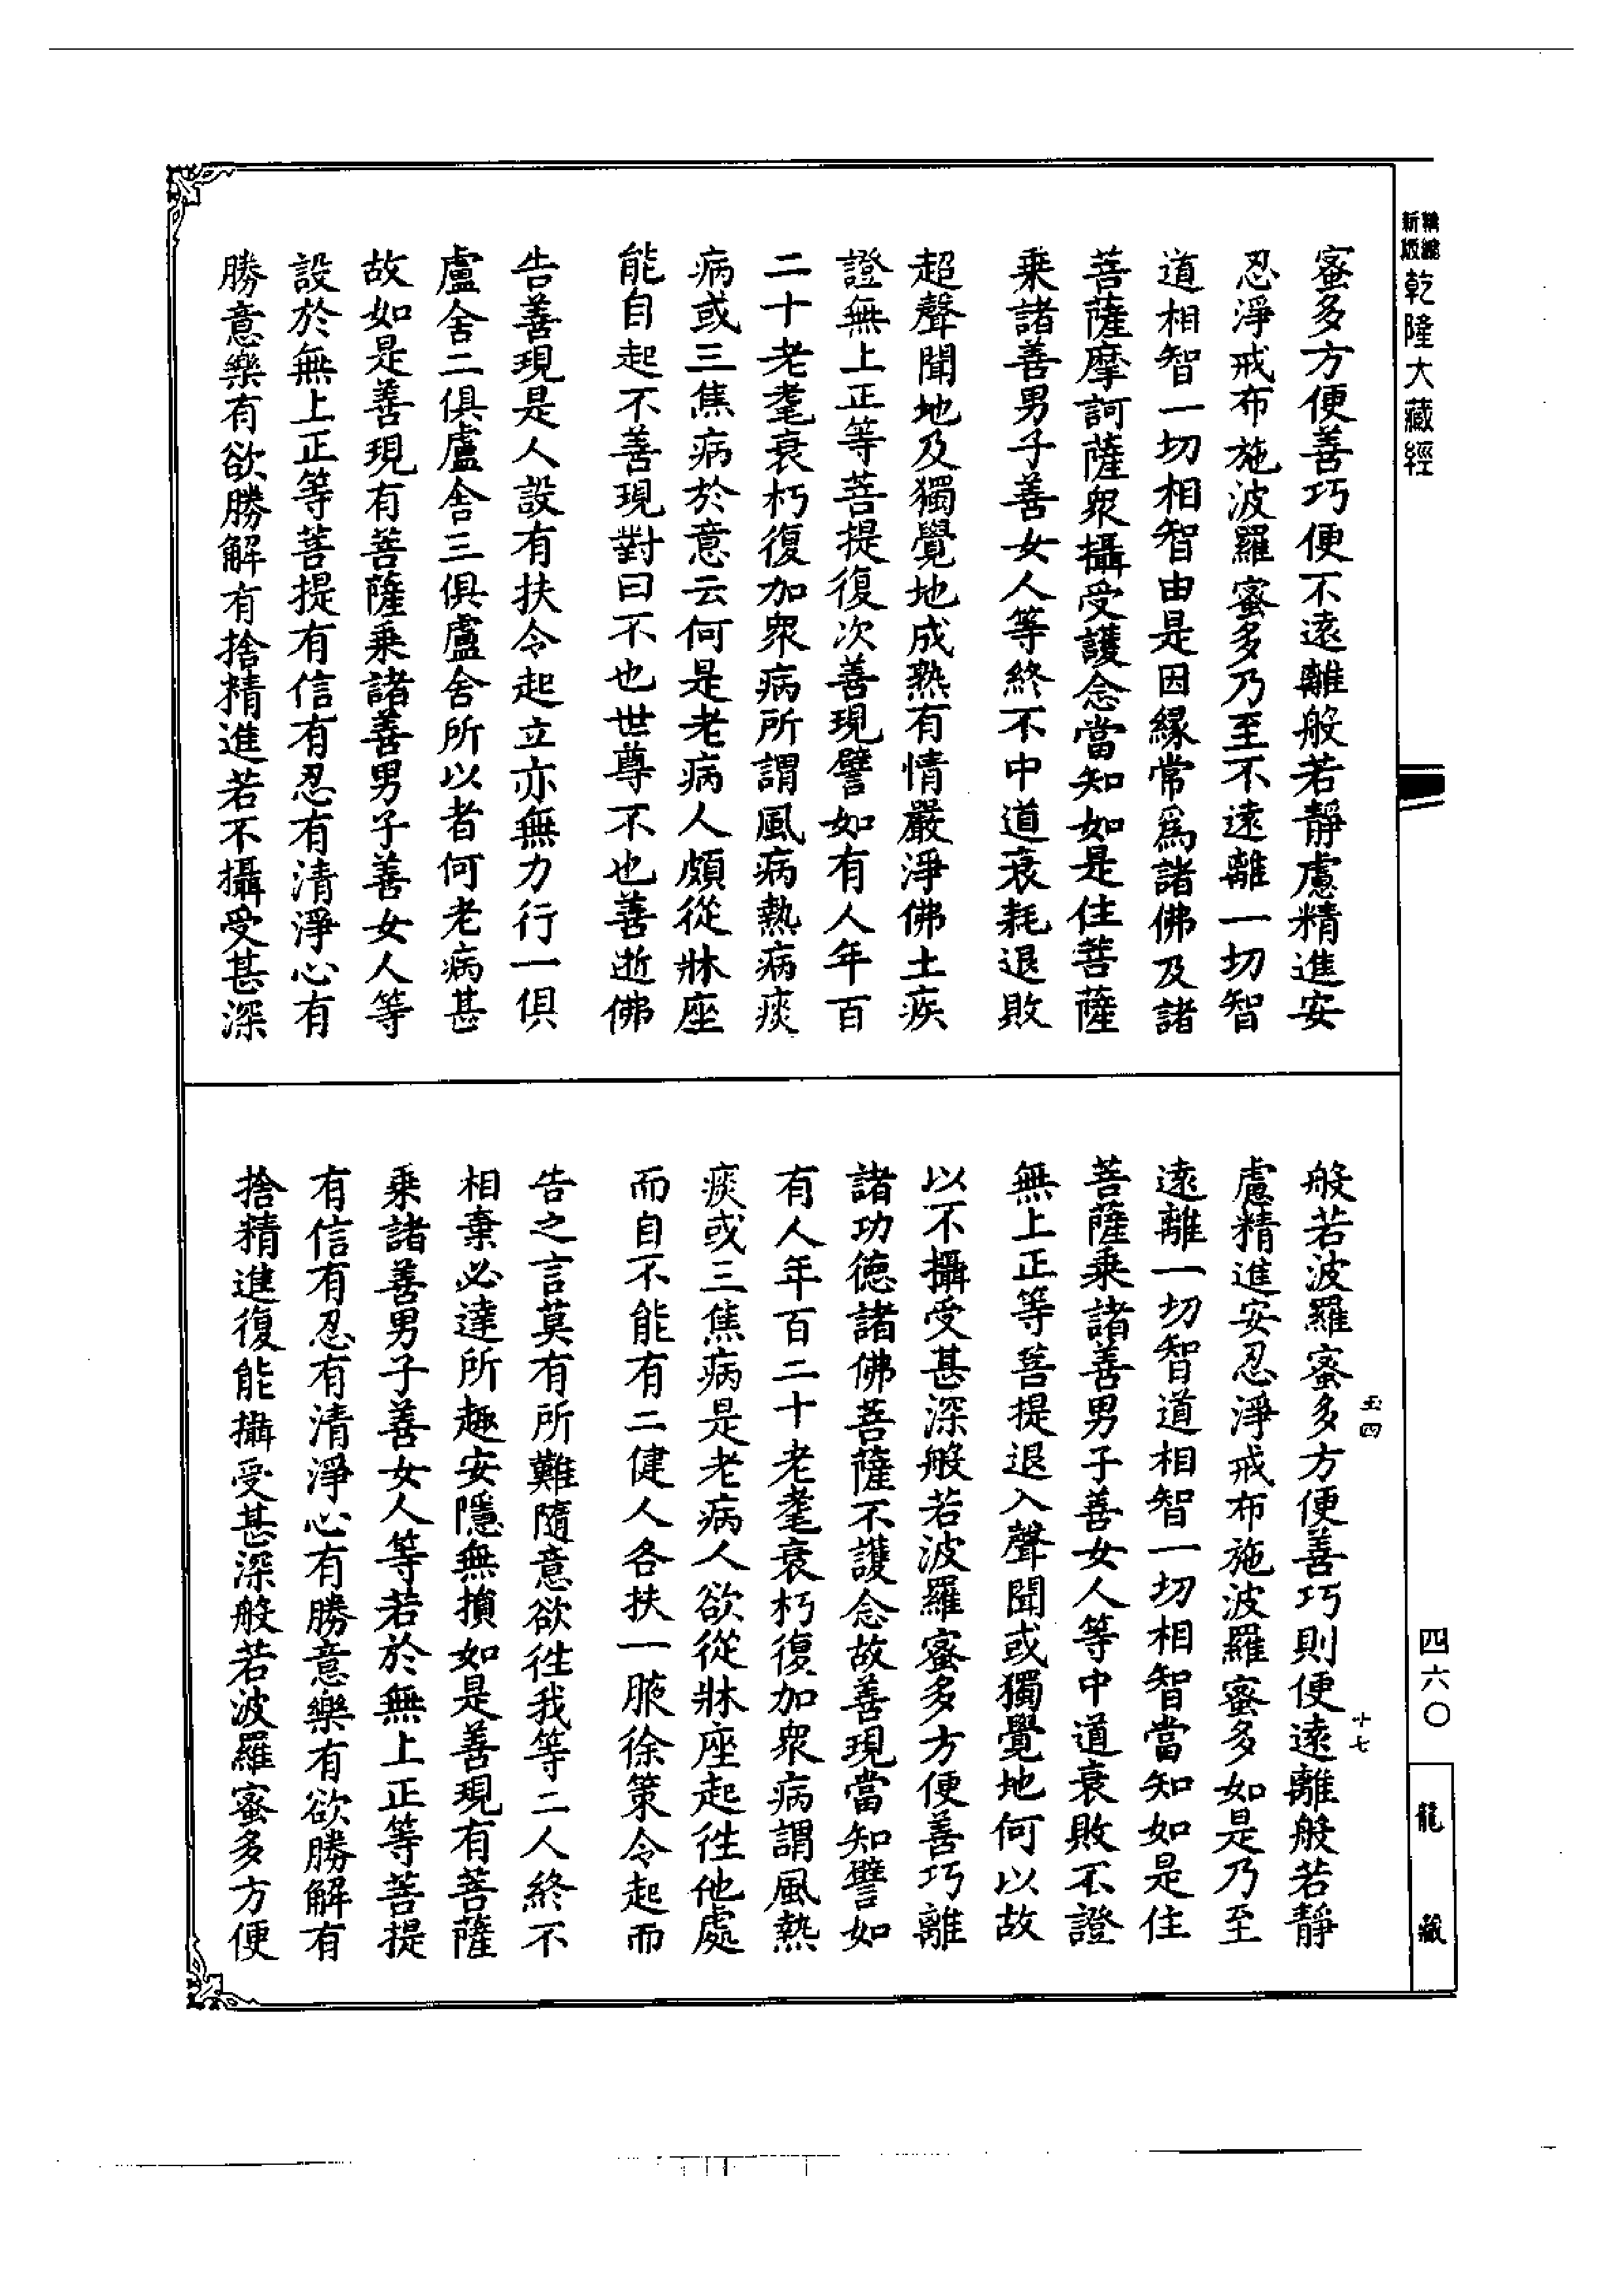 精縮新版乾隆大藏經
蜜多方便善巧便不遠離般若靜慮精進安
忍淨戒布施波羅蜜多乃至不遠離一切智
道相智一切相智由是因緣常爲諸佛及諸
菩薩摩訶薩衆攝受護念當知如是住菩薩
乘諸善男子善女人等終不中道衰耗退敗
超聲聞地及獨覺地成熟有情嚴淨佛土疾
證無上正等菩提復次善現譬如有人年百
二十老耄衰朽復加衆病所謂風病熱病痰
病或三焦病於意云何是老病人頗從牀座
能自起不善現對曰不也世尊不也善逝佛
告善現是人設有扶令起立亦無力行一俱
盧舍二俱盧舍三俱盧舍所以者何老病甚
故如是善現有菩薩乘諸善男子善女人等
設於無上正等菩提有信有忍有清淨心有
勝意樂有欲勝解有捨精進若不攝受甚深
般若波羅蜜多方便善巧則便遠離般若靜
慮精進安忍淨戒布施波羅蜜多如是乃至
遠離一切智道相智一切相智當知如是住
菩薩乘諸善男子善女人等中道衰敗不證
無上正等菩提退入聲聞或獨覺地何以故
以不攝受甚深般若波羅蜜多方便善巧離
諸功德諸佛菩薩不護念故善現當知譬如
有人年百二十老耄衰朽復加衆病謂風熱
痰或三焦病是老病人欲從牀座起往他處
而自不能有二健人各扶一腋徐策令起而
告之言莫有所難隨意欲往我等二人終不
相棄必達所趣安隱無損如是善現有菩薩
乘諸善男子善女人等若於無上正等菩提
有信有忍有清淨心有勝意樂有欲勝解有
捨精進復能攝受甚深般若波羅蜜多方便
玉四
十七
四六〇
龍藏